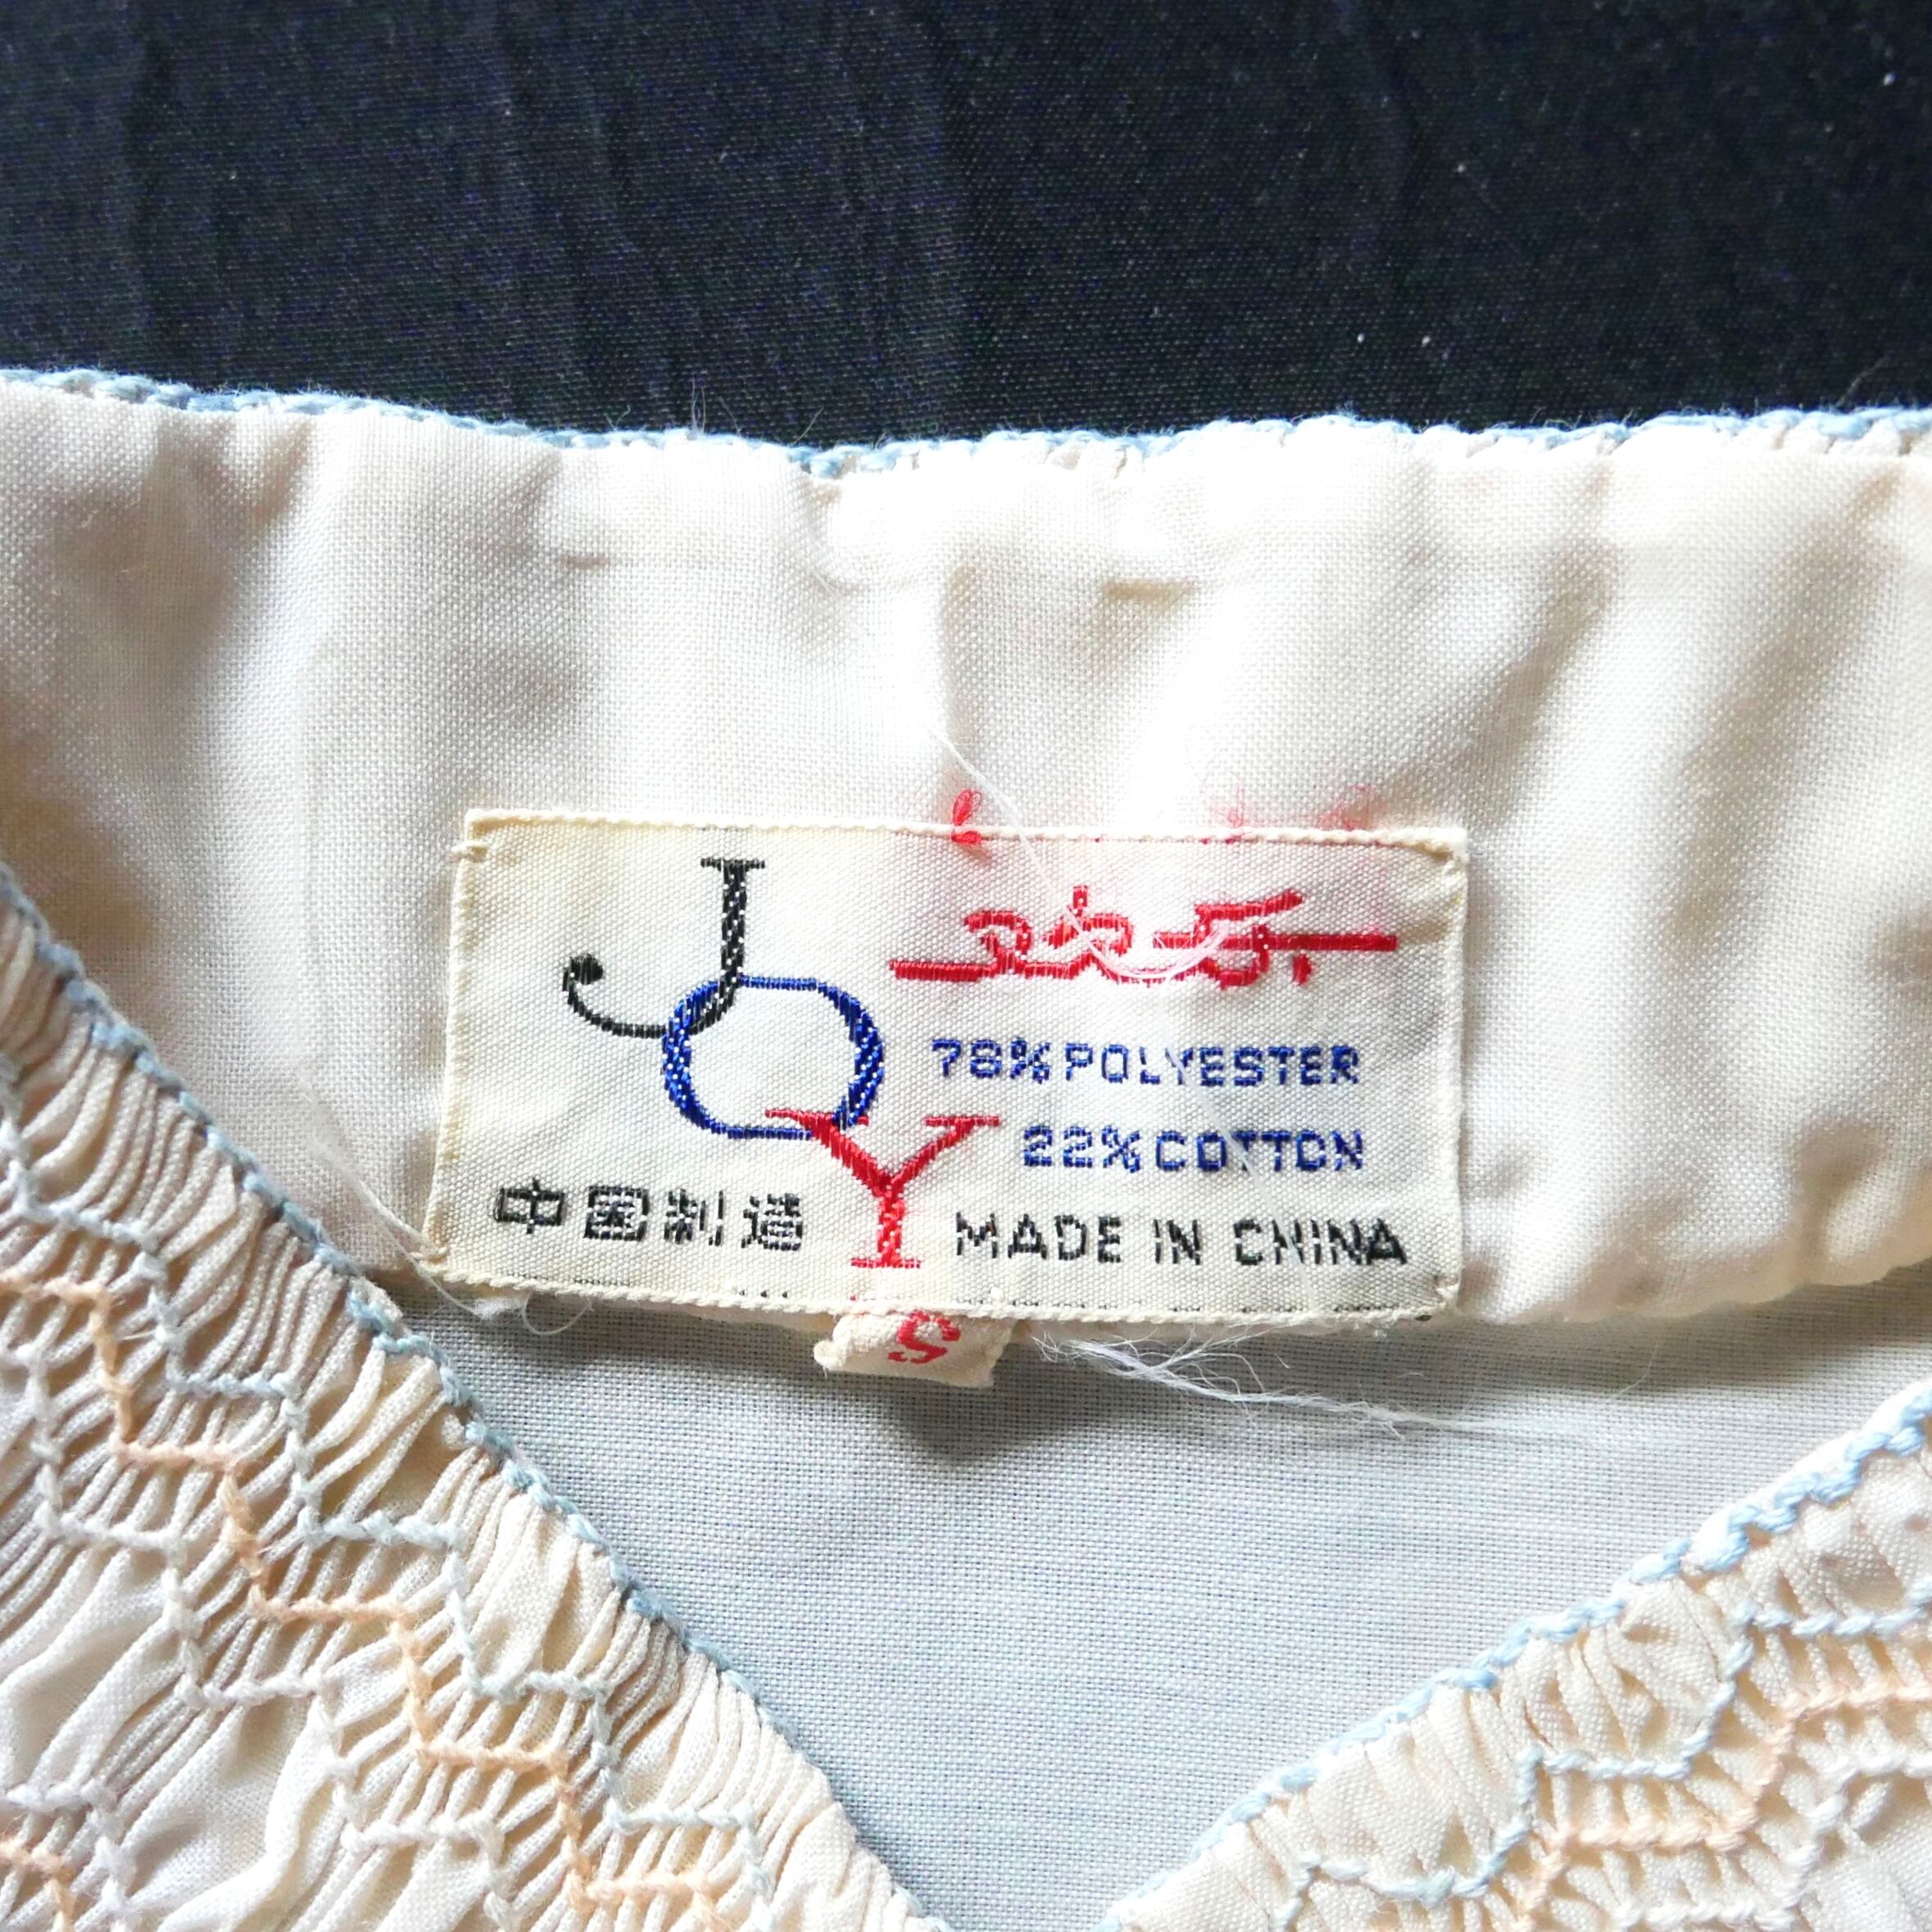 JOY
78% POLYESTER
22% COTTON
中国制造
MADE IN CHINA
S